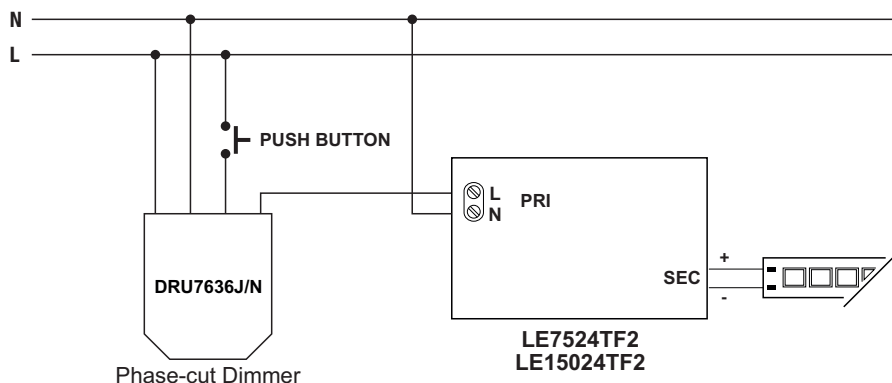 N
L
PUSH BUTTON
L
N
PRI
DRU7636J/N
SEC
+
-
LE7524TF2
LE15024TF2
Phase-cut Dimmer